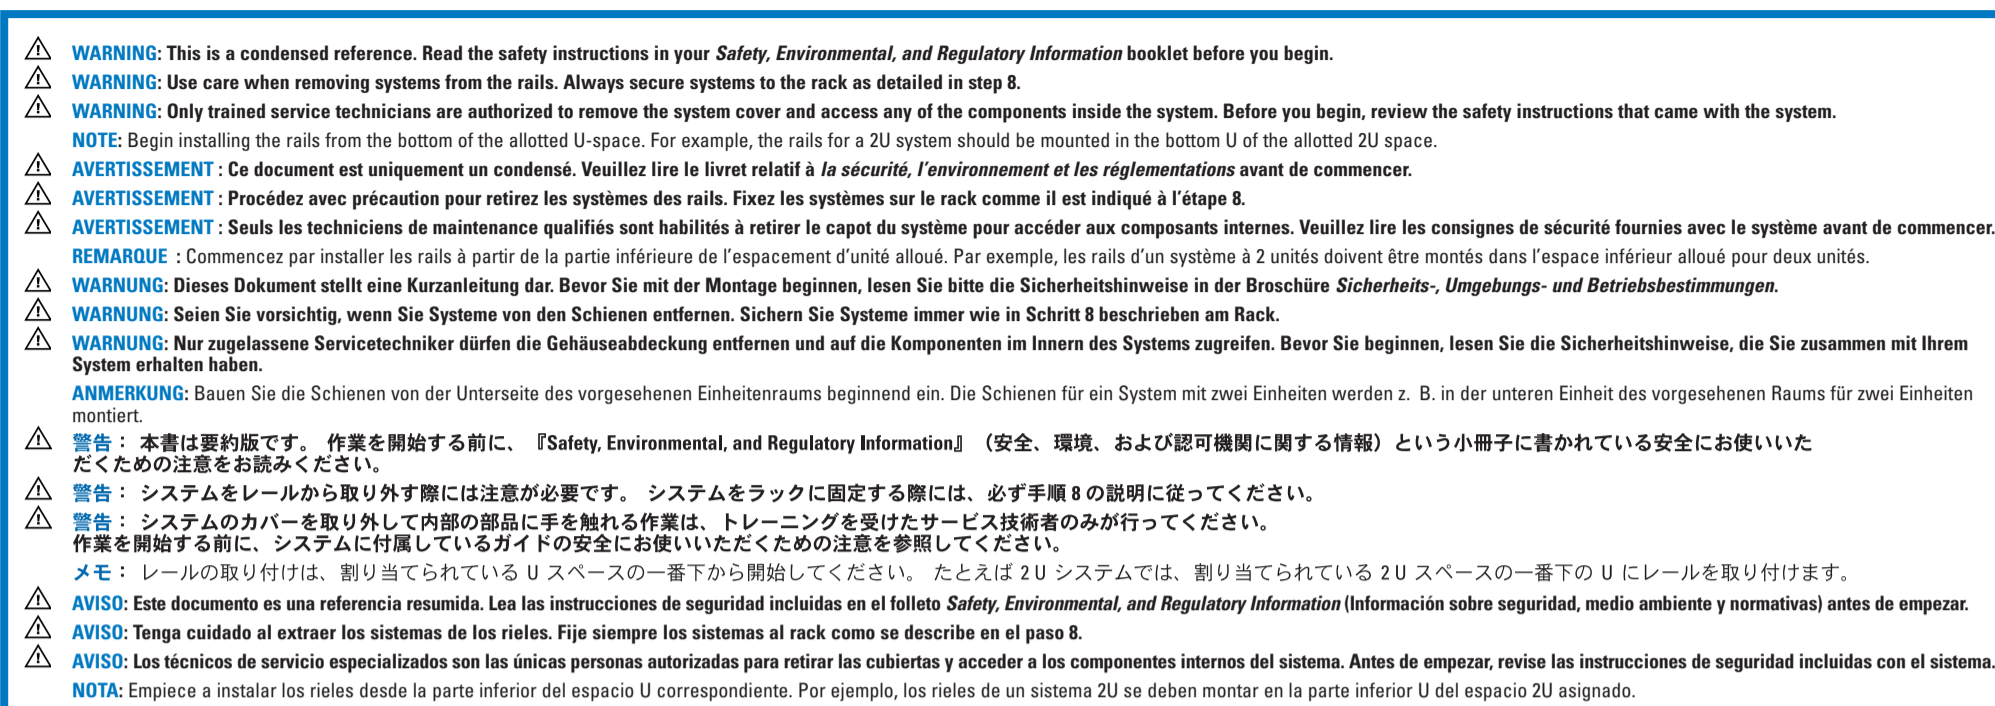 WARNING: This is a condensed reference. Read the safety instructions in your Safety, Environmental, and Regulatory Information booklet before you begin.
WARNING: Use care when removing systems from the rails. Always secure systems to the rack as detailed in step 8.
WARNING: Only trained service technicians are authorized to remove the system cover and access any of the components inside the system. Before you begin, review the safety instructions that came with the system.
NOTE: Begin installing the rails from the bottom of the allotted U-space. For example, the rails for a 2U system should be mounted in the bottom U of the allotted 2U space.
AVERTISSEMENT : Ce document est uniquement un condensé. Veuillez lire le livret relatif à la sécurité, l'environnement et les réglementations avant de commencer.
AVERTISSEMENT : Procédez avec précaution pour retirez les systèmes des rails. Fixez les systèmes sur le rack comme il est indiqué à l'étape 8.
AVERTISSEMENT : Seuls les techniciens de maintenance qualifiés sont habilités à retirer le capot du système pour accéder aux composants internes. Veuillez lire les consignes de sécurité fournies avec le système avant de commencer.
REMARQUE : Commencez par installer les rails à partir de la partie inférieure de l'espacement d'unité alloué. Par exemple, les rails d'un système à 2 unités doivent être montés dans l'espace inférieur alloué pour deux unités.
WARNUNG: Dieses Dokument stellt eine Kurzanleitung dar. Bevor Sie mit der Montage beginnen, lesen Sie bitte die Sicherheitshinweise in der Broschüre Sicherheits-, Umgebungs- und Betriebsbestimmungen.
WARNUNG: Seien Sie vorsichtig, wenn Sie Systeme von den Schienen entfernen. Sichern Sie Systeme immer wie in Schritt 8 beschrieben am Rack.
WARNUNG: Nur zugelassene Servicetechniker dürfen die Gehäuseabdeckung entfernen und auf die Komponenten im Innern des Systems zugreifen. Bevor Sie beginnen, lesen Sie die Sicherheitshinweise, die Sie zusammen mit Ihrem
System erhalten haben.
ANMERKUNG: Bauen Sie die Schienen von der Unterseite des vorgesehenen Einheitenraums beginnend ein. Die Schienen für ein System mit zwei Einheiten werden z. B. in der unteren Einheit des vorgesehenen Raums für zwei Einheiten
montiert.
警告： 本書は要約版です。 作業を開始する前に、『Safety, Environmental, and Regulatory Information』（安全、環境、および認可機関に関する情報）という小冊子に書かれている安全にお使いいた
だくための注意をお読みください。
警告： システムをレールから取り外す際には注意が必要です。 システムをラックに固定する際には、必ず手順 8 の説明に従ってください。
警告： システムのカバーを取り外して内部の部品に手を触れる作業は、トレーニングを受けたサービス技術者のみが行ってください。
作業を開始する前に、システムに付属しているガイドの安全にお使いいただくための注意を参照してください。
メモ： レールの取り付けは、割り当てられている U スペースの一番下から開始してください。 たとえば 2U システムでは、割り当てられている 2U スペースの一番下の U にレールを取り付けます。
AVISO: Este documento es una referencia resumida. Lea las instrucciones de seguridad incluidas en el folleto Safety, Environmental, and Regulatory Information (Información sobre seguridad, medio ambiente y normativas) antes de empezar.
AVISO: Tenga cuidado al extraer los sistemas de los rieles. Fije siempre los sistemas al rack como se describe en el paso 8.
AVISO: Los técnicos de servicio especializados son las únicas personas autorizadas para retirar las cubiertas y acceder a los componentes internos del sistema. Antes de empezar, revise las instrucciones de seguridad incluidas con el sistema.
NOTA: Empiece a instalar los rieles desde la parte inferior del espacio U correspondiente. Por ejemplo, los rieles de un sistema 2U se deben montar en la parte inferior U del espacio 2U asignado.